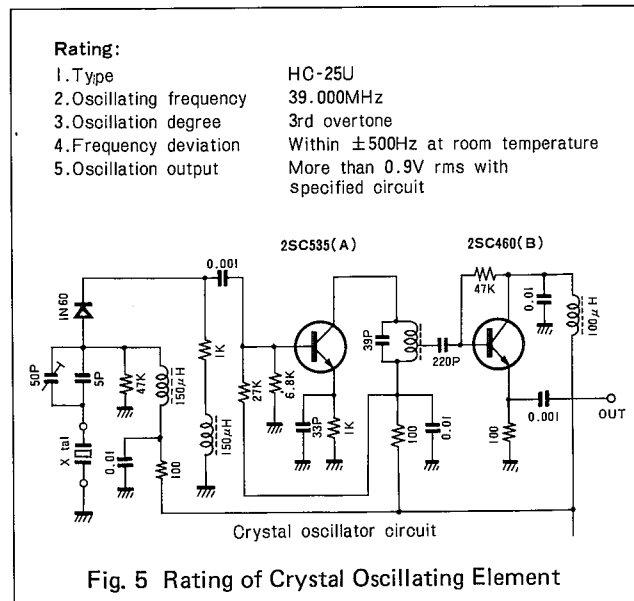 Rating:
1.Type HC-25U
2.Oscillating frequency 39.000MHz
3.Oscillation degree 3rd overtone
4.Frequency deviation Within ±500Hz at room temperature
5.Oscillation output More than 0.9V rms with
specified circuit
2SC535(A)
2SC460(B)
0.001
1N60
47K
0.01
100μH
50P
5P
47K
150μH
1K
27K
6.8K
39P
220P
X tal
0.01
100
150μH
33P
1K
100
0.01
100
0.001
OUT
Crystal oscillator circuit
Fig. 5 Rating of Crystal Oscillating Element